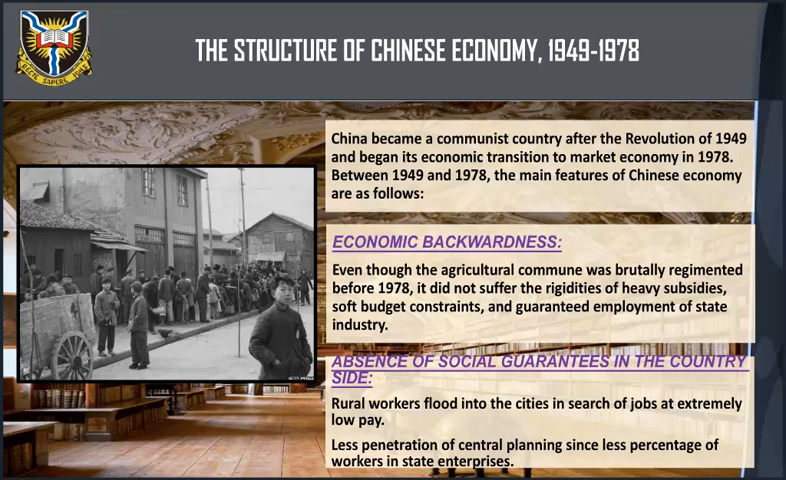 THE STRUCTURE OF CHINESE ECONOMY, 1949-1978
RECTE SAPERE FONS
China became a communist country after the Revolution of 1949
and began its economic transition to market economy in 1978.
Between 1949 and 1978, the main features of Chinese economy
are as follows:
ECONOMIC BACKWARDNESS:
Even though the agricultural commune was brutally regimented
before 1978, it did not suffer the rigidities of heavy subsidies,
soft budget constraints, and guaranteed employment of state
industry.
ABSENCE OF SOCIAL GUARANTEES IN THE COUNTRY
SIDE:
Rural workers flood into the cities in search of jobs at extremely
low pay.
Less penetration of central planning since less percentage of
workers in state enterprises.